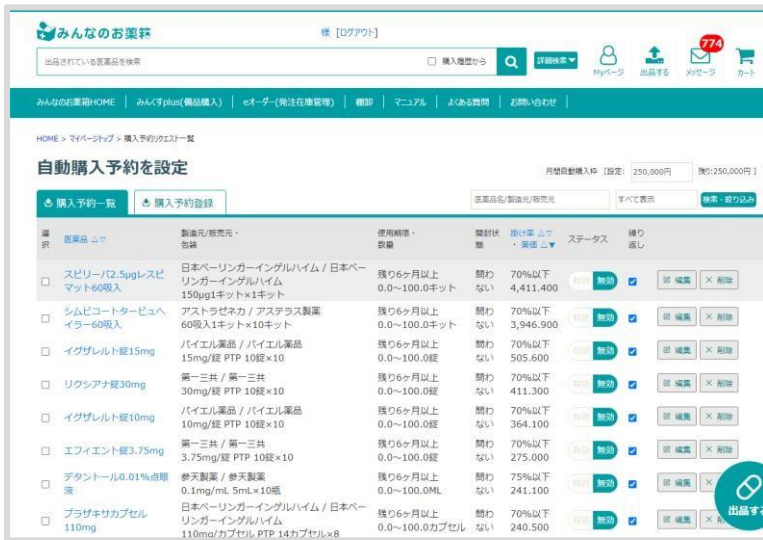 みんなのお薬箱
様 [ログアウト]
出品されている医薬品を検索
購入履歴から
詳細検索▼
774
Myページ
出品する
メッセージ
カート
みんなのお薬箱HOME | みんくすplus(備品購入) | eオーダー(発注在庫管理) | 棚卸 | マニュアル | よくある質問 | お問い合わせ |
HOME > マイページトップ > 購入予約リクエスト一覧
自動購入予約を設定
月間自動購入枠 [設定: 250,000円 残り:250,000円 ]
購入予約一覧
購入予約登録
医薬品名/製造元/販売元
すべて表示
検索・絞り込み
選択 医薬品 △▽ 製造元/販売元・包装 使用期限・数量 開封状態 掛け率 △▽ ・ 薬価 △▼ ステータス 繰り返し
スピリーバ2.5μgレスピ 日本ベーリンガーインゲルハイム / 日本ベー 残り6ヶ月以上 問わ 70%以下
マット60吸入 リンガーインゲルハイム 0.0~100.0キット ない 4,411.400 無効 編集 × 削除
150μg1キット×1キット
シムビコートタービュヘ アストラゼネカ / アステラス製薬 残り6ヶ月以上 問わ 70%以下
イラー60吸入 60吸入1キット×10キット 0.0~100.0キット ない 3,946.900 無効 編集 × 削除
イグザレルト錠15mg バイエル薬品 / バイエル薬品 残り6ヶ月以上 問わ 70%以下
15mg/錠 PTP 10錠×10 0.0~100.0錠 ない 505.600 無効 編集 × 削除
リクシアナ錠30mg 第一三共 / 第一三共 残り6ヶ月以上 問わ 70%以下
30mg/錠 PTP 10錠×10 0.0~100.0錠 ない 411.300 無効 編集 × 削除
イグザレルト錠10mg バイエル薬品 / バイエル薬品 残り6ヶ月以上 問わ 70%以下
10mg/錠 PTP 10錠×10 0.0~100.0錠 ない 364.100 無効 編集 × 削除
エフィエント錠3.75mg 第一三共 / 第一三共 残り6ヶ月以上 問わ 70%以下
3.75mg/錠 PTP 10錠×10 0.0~100.0錠 ない 275.000 無効 編集 × 削除
デタントール0.01%点眼 参天製薬 / 参天製薬 残り6ヶ月以上 問わ 75%以下
液 0.1mg/mL 5mL×10瓶 0.0~100.0ML ない 241.100 無効 編集 ×
プラザキサカプセル 日本ベーリンガーインゲルハイム / 日本ベー 残り6ヶ月以上 問わ 70%以下
110mg リンガーインゲルハイム 0.0~100.0カプセル ない 240.500 無効 編集 ×
110mg/カプセル PTP 14カプセル×8
出品する